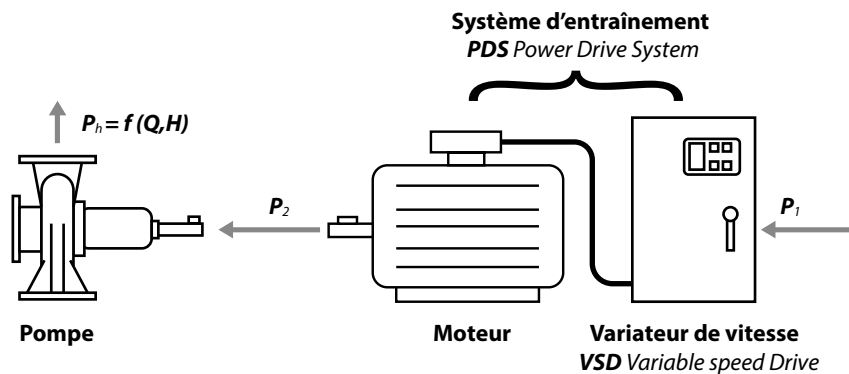 Système d'entraînement
PDS Power Drive System
Pₕ = f (Q,H)
P₂
P₁
Pompe
Moteur
Variateur de vitesse
VSD Variable speed Drive